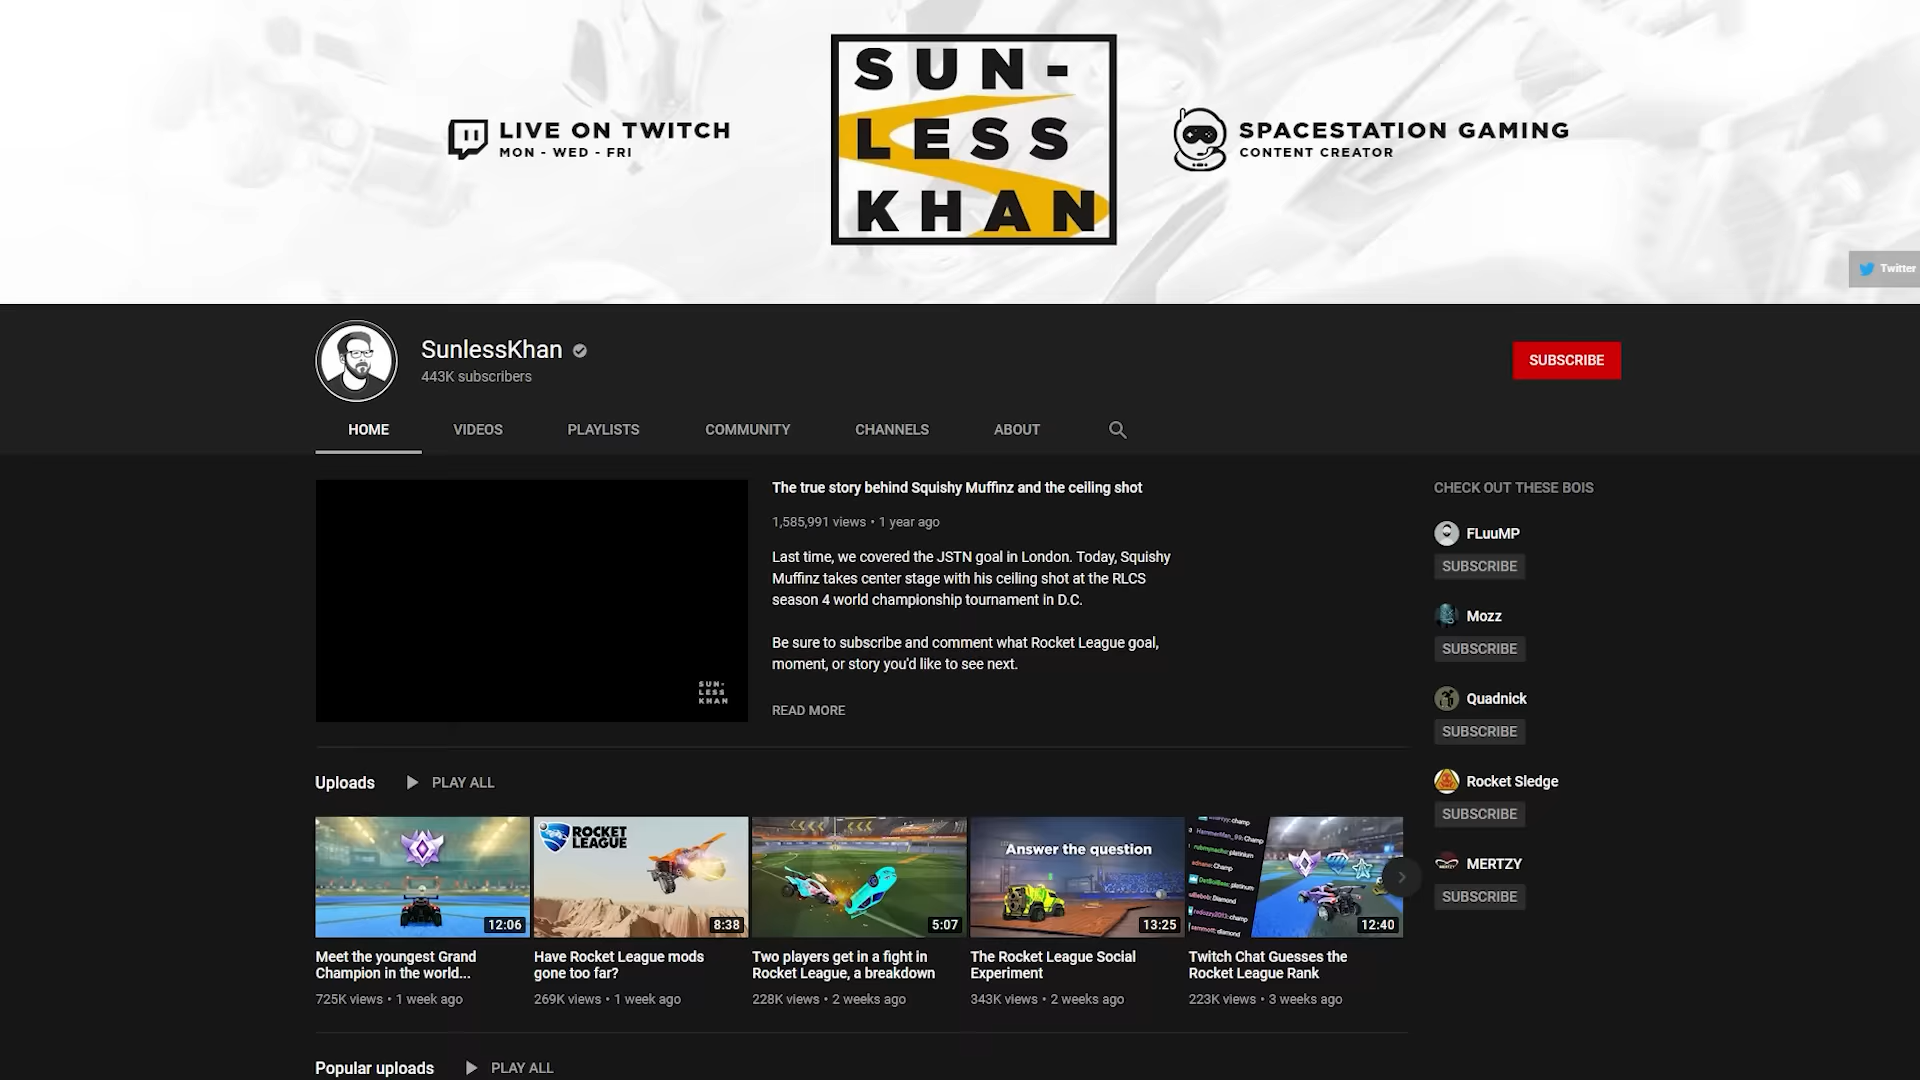 SUN-
LESS
KHAN
LIVE ON TWITCH
MON - WED - FRI
SPACESTATION GAMING
CONTENT CREATOR
Twitter
SunlessKhan
443K subscribers
SUBSCRIBE
HOME VIDEOS PLAYLISTS COMMUNITY CHANNELS ABOUT
SUN-
LESS
KHAN
The true story behind Squishy Muffinz and the ceiling shot
1,585,991 views • 1 year ago
Last time, we covered the JSTN goal in London. Today, Squishy
Muffinz takes center stage with his ceiling shot at the RLCS
season 4 world championship tournament in D.C.
Be sure to subscribe and comment what Rocket League goal,
moment, or story you'd like to see next.
READ MORE
CHECK OUT THESE BOIS
FLuuMP
SUBSCRIBE
Mozz
SUBSCRIBE
Quadnick
SUBSCRIBE
Rocket Sledge
SUBSCRIBE
MERTZY
SUBSCRIBE
Uploads PLAY ALL
12:06
Meet the youngest Grand
Champion in the world...
725K views • 1 week ago
ROCKET
LEAGUE
8:38
Have Rocket League mods
gone too far?
269K views • 1 week ago
5:07
Two players get in a fight in
Rocket League, a breakdown
228K views • 2 weeks ago
Answer the question
13:25
The Rocket League Social
Experiment
343K views • 2 weeks ago
12:40
Twitch Chat Guesses the
Rocket League Rank
223K views • 3 weeks ago
Popular uploads PLAY ALL